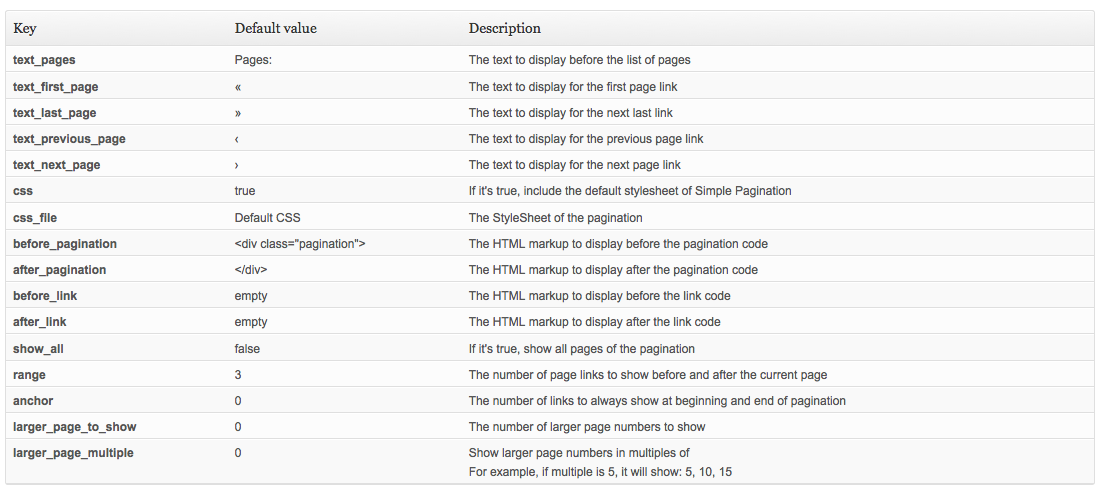 Key Default value Description
text_pages Pages: The text to display before the list of pages
text_first_page « The text to display for the first page link
text_last_page » The text to display for the next last link
text_previous_page ‹ The text to display for the previous page link
text_next_page › The text to display for the next page link
css true If it's true, include the default stylesheet of Simple Pagination
css_file Default CSS The StyleSheet of the pagination
before_pagination <div class="pagination"> The HTML markup to display before the pagination code
after_pagination </div> The HTML markup to display after the pagination code
before_link empty The HTML markup to display before the link code
after_link empty The HTML markup to display after the link code
show_all false If it's true, show all pages of the pagination
range 3 The number of page links to show before and after the current page
anchor 0 The number of links to always show at beginning and end of pagination
larger_page_to_show 0 The number of larger page numbers to show
larger_page_multiple 0 Show larger page numbers in multiples of
For example, if multiple is 5, it will show: 5, 10, 15